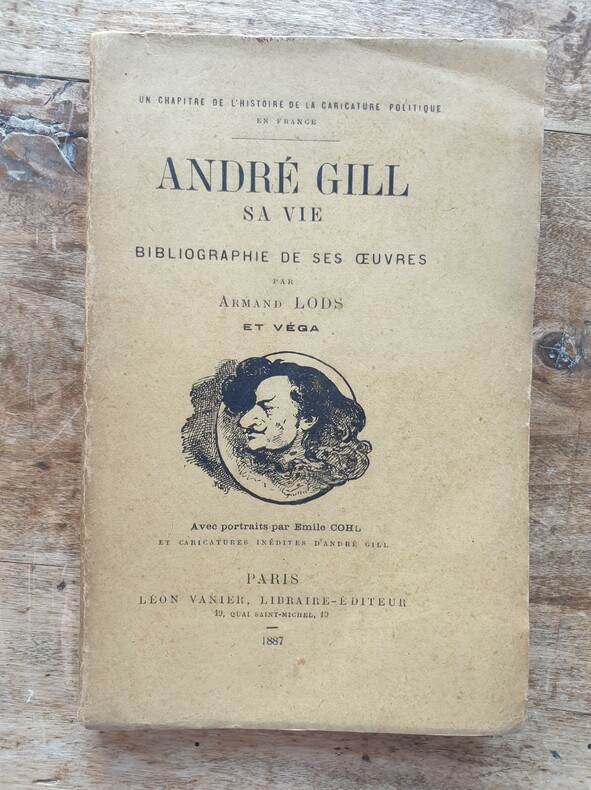 UN CHAPITRE DE L'HISTOIRE DE LA CARICATURE POLITIQUE
EN FRANCE
ANDRÉ GILL
SA VIE
BIBLIOGRAPHIE DE SES ŒUVRES
PAR
ARMAND LODS
ET VÉGA
Avec portraits par Emile COHL
ET CARICATURES INÉDITES D'ANDRÉ GILL
PARIS
LÉON VANIER, LIBRAIRE-ÉDITEUR
19, QUAI SAINT-MICHEL, 19
1887